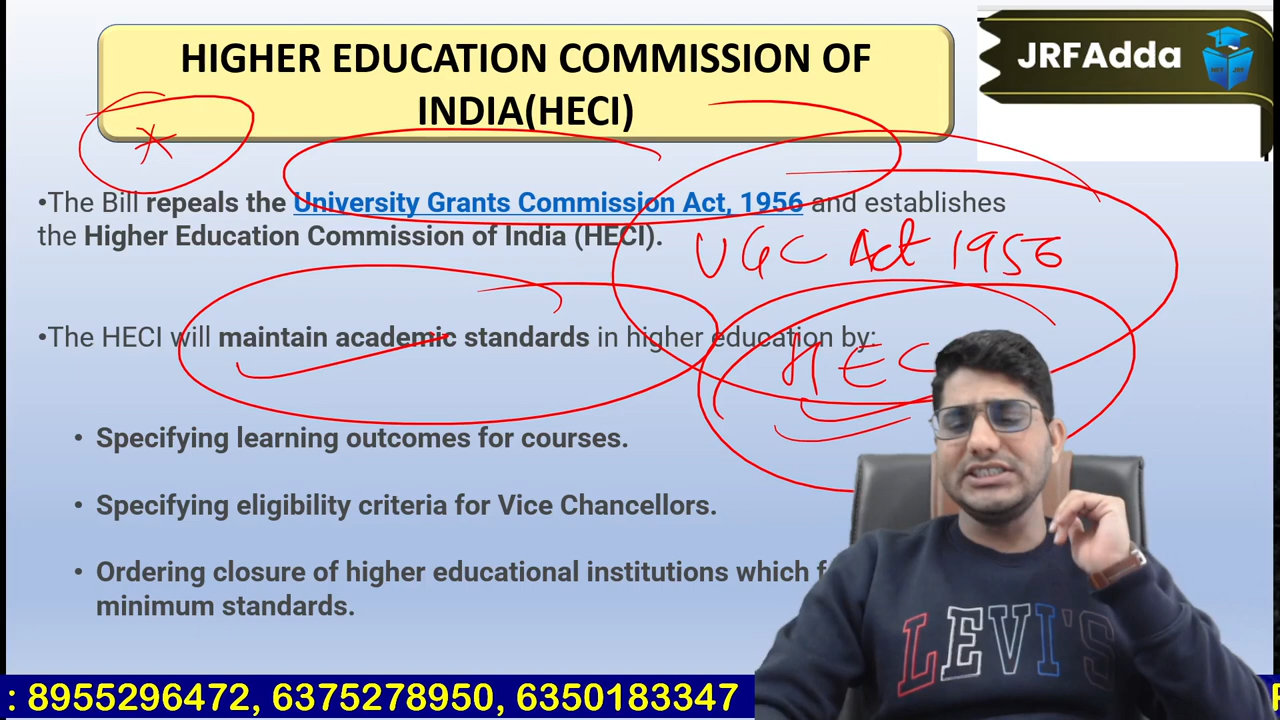 HIGHER EDUCATION COMMISSION OF
INDIA(HECI)
JRFAdda
•The Bill repeals the University Grants Commission Act, 1956 and establishes
the Higher Education Commission of India (HECI).
UGC Act 1956
•The HECI will maintain academic standards in higher education by:
HEC
• Specifying learning outcomes for courses.
• Specifying eligibility criteria for Vice Chancellors.
• Ordering closure of higher educational institutions which
minimum standards.
LEVI'S
: 8955296472, 6375278950, 6350183347